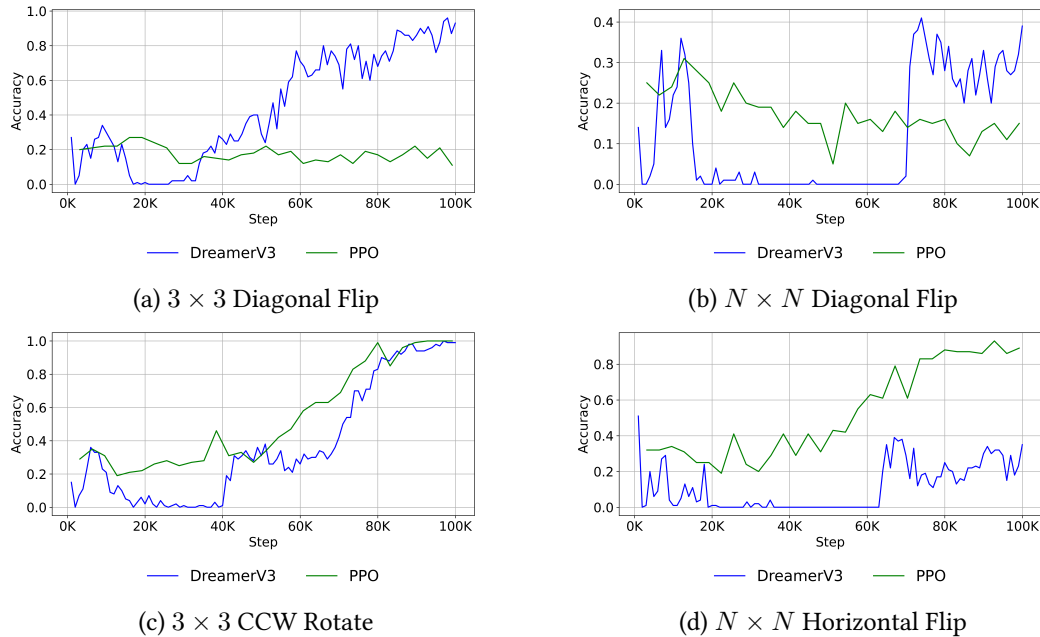 1.0
0.8
0.6
0.4
0.2
0.0
Accuracy
0K 20K 40K 60K 80K 100K
Step
DreamerV3 PPO
(a) 3 × 3 Diagonal Flip
0.4
0.3
0.2
0.1
0.0
Accuracy
0K 20K 40K 60K 80K 100K
Step
DreamerV3 PPO
(b) N × N Diagonal Flip
1.0
0.8
0.6
0.4
0.2
0.0
Accuracy
0K 20K 40K 60K 80K 100K
Step
DreamerV3 PPO
(c) 3 × 3 CCW Rotate
0.8
0.6
0.4
0.2
0.0
Accuracy
0K 20K 40K 60K 80K 100K
Step
DreamerV3 PPO
(d) N × N Horizontal Flip